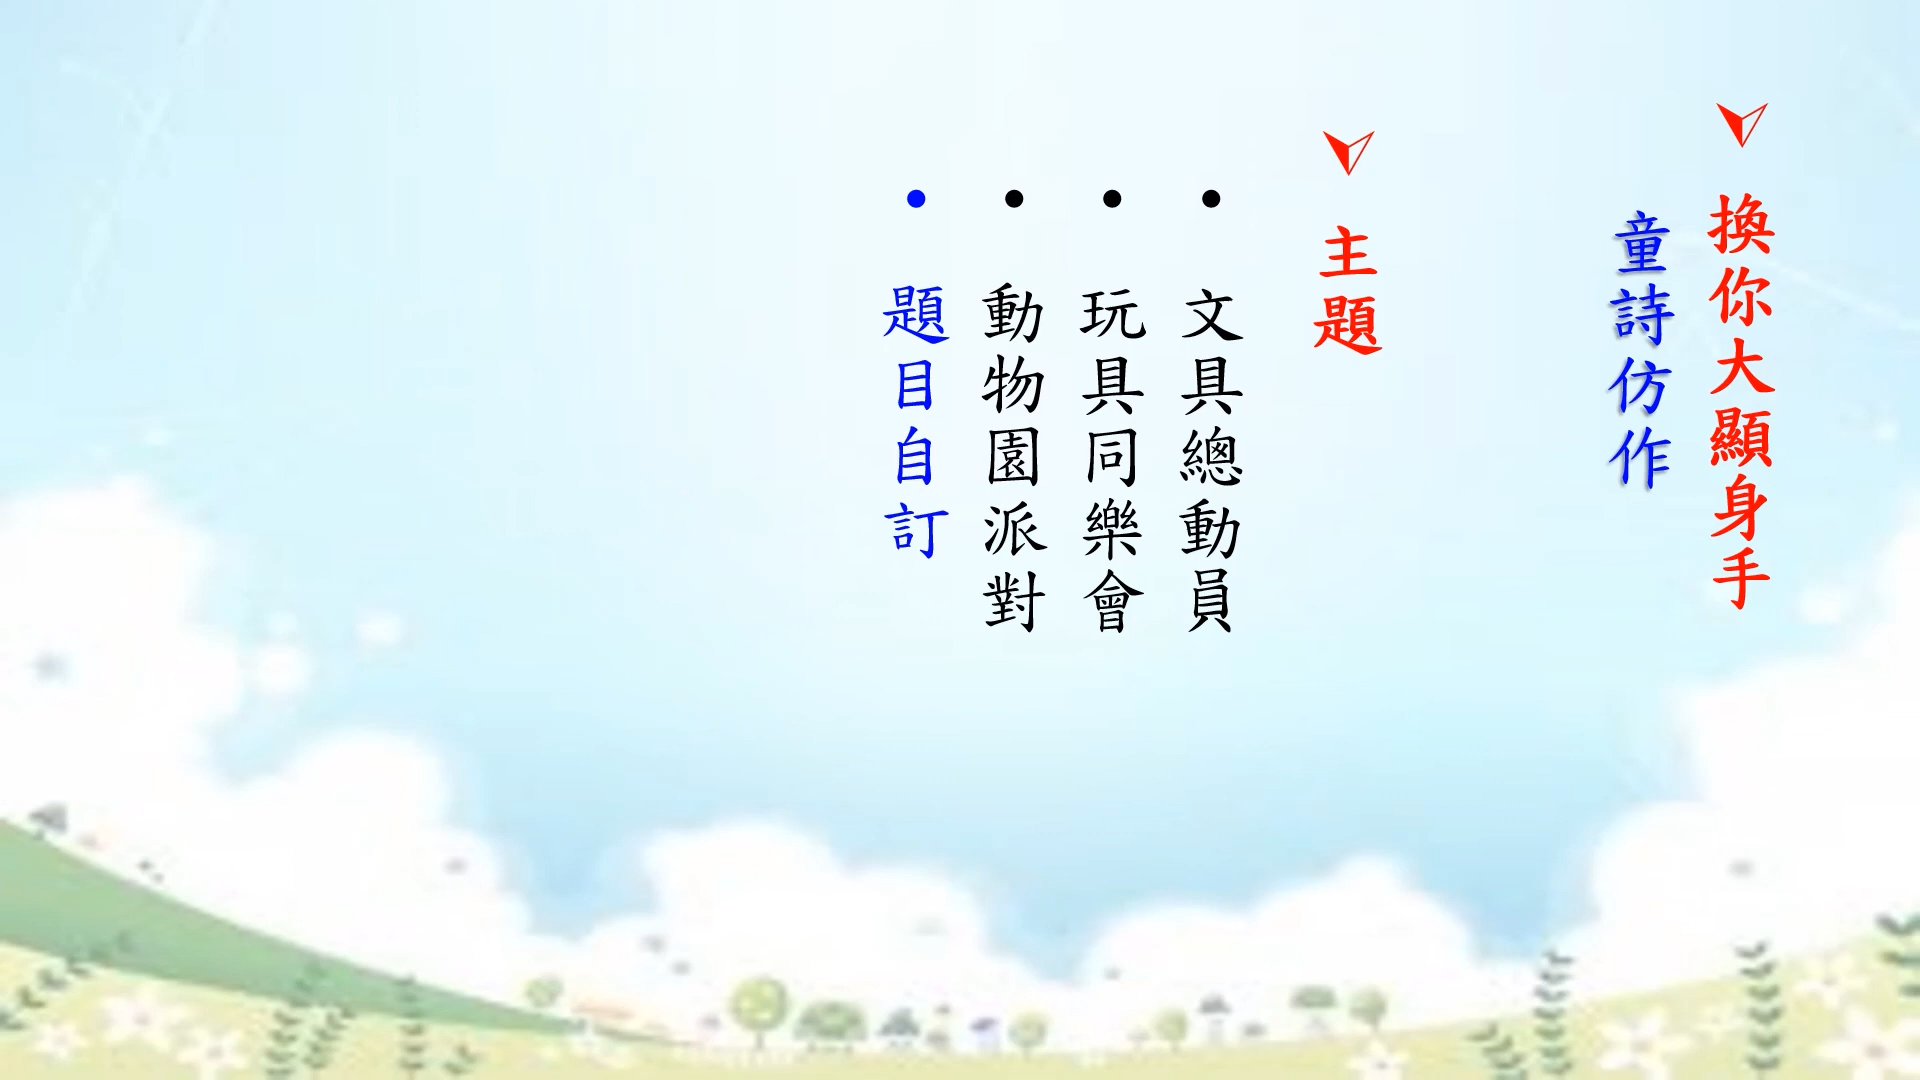 換你大顯身手
童詩仿作
主題
• 文具總動員
• 玩具同樂會
• 動物園派對
• 題目自訂